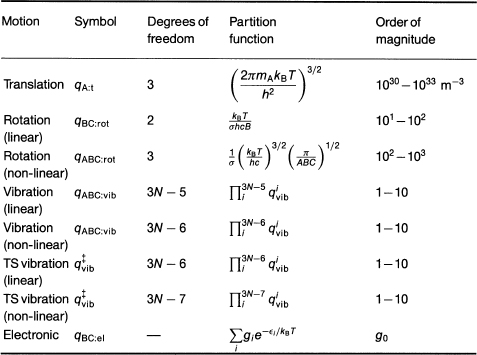 Motion Symbol Degrees of Partition Order of
freedom function magnitude
Translation q_{A:t} 3 \left(\frac{2\pi m_A k_B T}{h^2}\right)^{3/2} 10^{30}–10^{33} m^{−3}
Rotation q_{BC:rot} 2 \frac{k_B T}{\sigma hcB} 10^1–10^2
(linear)
Rotation q_{ABC:rot} 3 \frac{1}{\sigma}\left(\frac{k_B T}{hc}\right)^{3/2}\left(\frac{\pi}{ABC}\right)^{1/2} 10^2–10^3
(non-linear)
Vibration q_{ABC:vib} 3N − 5 \prod_i^{3N−5} q_{vib}^i 1–10
(linear)
Vibration q_{ABC:vib} 3N − 6 \prod_i^{3N−6} q_{vib}^i 1–10
(non-linear)
TS vibration q_{vib}^‡ 3N − 6 \prod_i^{3N−6} q_{vib}^i 1–10
(linear)
TS vibration q_{vib}^‡ 3N − 7 \prod_i^{3N−7} q_{vib}^i 1–10
(non-linear)
Electronic q_{BC:el} — \sum_i g_i e^{−ϵ_i/k_B T} g_0